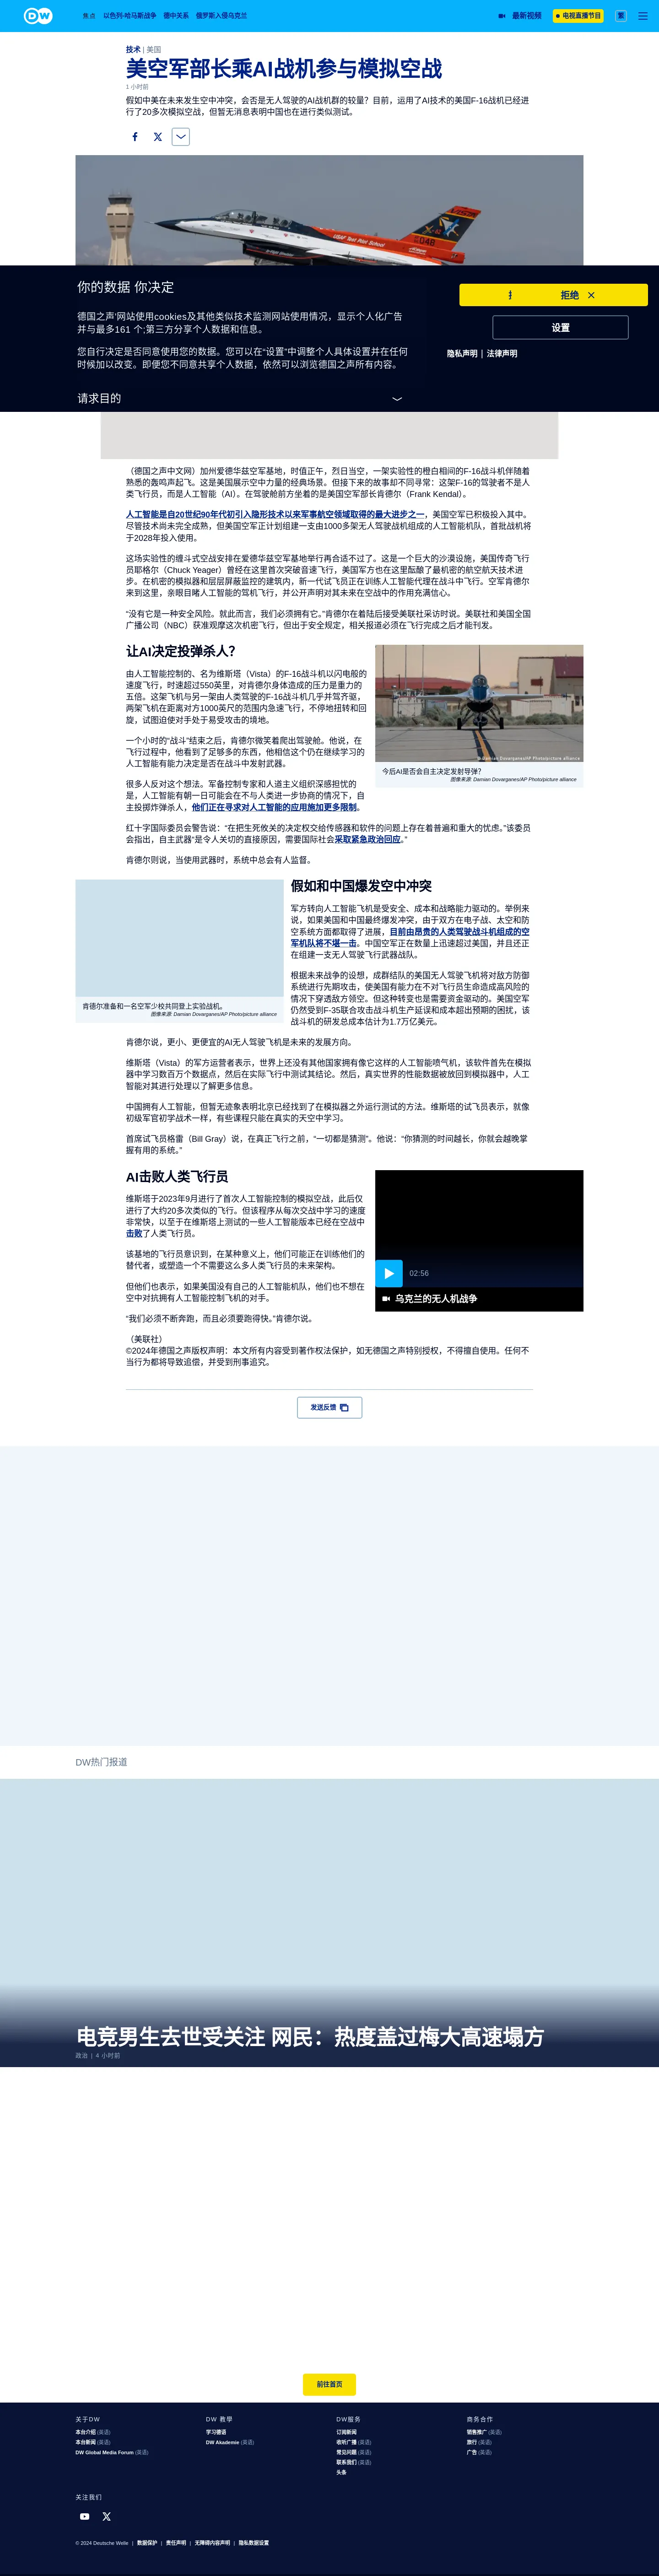 DW
焦点 以色列-哈马斯战争 德中关系 俄罗斯入侵乌克兰
最新视频 电视直播节目 繁
技术 | 美国
美空军部长乘AI战机参与模拟空战
1 小时前
假如中美在未来发生空中冲突，会否是无人驾驶的AI战机群的较量？目前，运用了AI技术的美国F-16战机已经进
行了20多次模拟空战，但暂无消息表明中国也在进行类似测试。
USAF Test Pilot School
X-62
你的数据 你决定
德国之声'网站使用cookies及其他类似技术监测网站使用情况，显示个人化广告
并与最多161 个;第三方分享个人数据和信息。
您自行决定是否同意使用您的数据。您可以在"设置"中调整个人具体设置并在任何
时候加以改变。即便您不同意共享个人数据，依然可以浏览德国之声所有内容。
请求目的
拒绝
设置
隐私声明 | 法律声明
（德国之声中文网）加州爱德华兹空军基地，时值正午，烈日当空，一架实验性的橙白相间的F-16战斗机伴随着
熟悉的轰鸣声起飞。这是美国展示空中力量的经典场景。但接下来的故事却不同寻常：这架F-16的驾驶者不是人
类飞行员，而是人工智能（AI）。在驾驶舱前方坐着的是美国空军部长肯德尔（Frank Kendal）。
人工智能是自20世纪90年代初引入隐形技术以来军事航空领域取得的最大进步之一，美国空军已积极投入其中。
尽管技术尚未完全成熟，但美国空军正计划组建一支由1000多架无人驾驶战机组成的人工智能机队，首批战机将
于2028年投入使用。
这场实验性的缠斗式空战安排在爱德华兹空军基地举行再合适不过了。这是一个巨大的沙漠设施，美国传奇飞行
员耶格尔（Chuck Yeager）曾经在这里首次突破音速飞行，美国军方也在这里酝酿了最机密的航空航天技术进
步。在机密的模拟器和层层屏蔽监控的建筑内，新一代试飞员正在训练人工智能代理在战斗中飞行。空军肯德尔
来到这里，亲眼目睹人工智能的驾机飞行，并公开声明对其未来在空战中的作用充满信心。
"没有它是一种安全风险。就此而言，我们必须拥有它。"肯德尔在着陆后接受美联社采访时说。美联社和美国全国
广播公司（NBC）获准观摩这次机密飞行，但出于安全规定，相关报道必须在飞行完成之后才能刊发。
让AI决定投弹杀人？
由人工智能控制的、名为维斯塔（Vista）的F-16战斗机以闪电般的
速度飞行，时速超过550英里，对肯德尔身体造成的压力是重力的
五倍。这架飞机与另一架由人类驾驶的F-16战斗机几乎并驾齐驱，
两架飞机在距离对方1000英尺的范围内急速飞行，不停地扭转和回
旋，试图迫使对手处于易受攻击的境地。
©Damian Dovarganes/AP Photo/picture alliance
今后AI是否会自主决定发射导弹？
图像来源: Damian Dovarganes/AP Photo/picture alliance
一个小时的"战斗"结束之后，肯德尔微笑着爬出驾驶舱。他说，在
飞行过程中，他看到了足够多的东西，他相信这个仍在继续学习的
人工智能有能力决定是否在战斗中发射武器。
很多人反对这个想法。军备控制专家和人道主义组织深感担忧的
是，人工智能有朝一日可能会在不与人类进一步协商的情况下，自
主投掷炸弹杀人，他们正在寻求对人工智能的应用施加更多限制。
红十字国际委员会警告说："在把生死攸关的决定权交给传感器和软件的问题上存在着普遍和重大的忧虑。"该委员
会指出，自主武器"是令人关切的直接原因，需要国际社会采取紧急政治回应。"
肯德尔则说，当使用武器时，系统中总会有人监督。
假如和中国爆发空中冲突
肯德尔准备和一名空军少校共同登上实验战机。
图像来源: Damian Dovarganes/AP Photo/picture alliance
军方转向人工智能飞机是受安全、成本和战略能力驱动的。举例来
说，如果美国和中国最终爆发冲突，由于双方在电子战、太空和防
空系统方面都取得了进展，目前由昂贵的人类驾驶战斗机组成的空
军机队将不堪一击。中国空军正在数量上迅速超过美国，并且还正
在组建一支无人驾驶飞行武器战队。
根据未来战争的设想，成群结队的美国无人驾驶飞机将对敌方防御
系统进行先期攻击，使美国有能力在不对飞行员生命造成高风险的
情况下穿透敌方领空。但这种转变也是需要资金驱动的。美国空军
仍然受到F-35联合攻击战斗机生产延误和成本超出预期的困扰，该
战斗机的研发总成本估计为1.7万亿美元。
肯德尔说，更小、更便宜的AI无人驾驶飞机是未来的发展方向。
维斯塔（Vista）的军方运营者表示，世界上还没有其他国家拥有像它这样的人工智能喷气机，该软件首先在模拟
器中学习数百万个数据点，然后在实际飞行中测试其结论。然后，真实世界的性能数据被放回到模拟器中，人工
智能对其进行处理以了解更多信息。
中国拥有人工智能，但暂无迹象表明北京已经找到了在模拟器之外运行测试的方法。维斯塔的试飞员表示，就像
初级军官初学战术一样，有些课程只能在真实的天空中学习。
首席试飞员格雷（Bill Gray）说，在真正飞行之前，"一切都是猜测"。他说："你猜测的时间越长，你就会越晚掌
握有用的系统。"
AI击败人类飞行员
维斯塔于2023年9月进行了首次人工智能控制的模拟空战，此后仅
进行了大约20多次类似的飞行。但该程序从每次交战中学习的速度
非常快，以至于在维斯塔上测试的一些人工智能版本已经在空战中
击败了人类飞行员。
02:56
乌克兰的无人机战争
该基地的飞行员意识到，在某种意义上，他们可能正在训练他们的
替代者，或塑造一个不需要这么多人类飞行员的未来架构。
但他们也表示，如果美国没有自己的人工智能机队，他们也不想在
空中对抗拥有人工智能控制飞机的对手。
"我们必须不断奔跑，而且必须要跑得快。"肯德尔说。
（美联社）
©2024年德国之声版权声明：本文所有内容受到著作权法保护，如无德国之声特别授权，不得擅自使用。任何不
当行为都将导致追偿，并受到刑事追究。
发送反馈
DW热门报道
电竞男生去世受关注 网民：热度盖过梅大高速塌方
政治 | 4 小时前
前往首页
关于DW
本台介绍 (英语)
本台新闻 (英语)
DW Global Media Forum (英语)
DW 教學
学习德语
DW Akademie (英语)
DW服务
订阅新闻
收听广播 (英语)
常见问题 (英语)
联系我们 (英语)
头条
商务合作
销售推广 (英语)
旅行 (英语)
广告 (英语)
关注我们
© 2024 Deutsche Welle | 数据保护 | 责任声明 | 无障碍内容声明 | 隐私数据设置